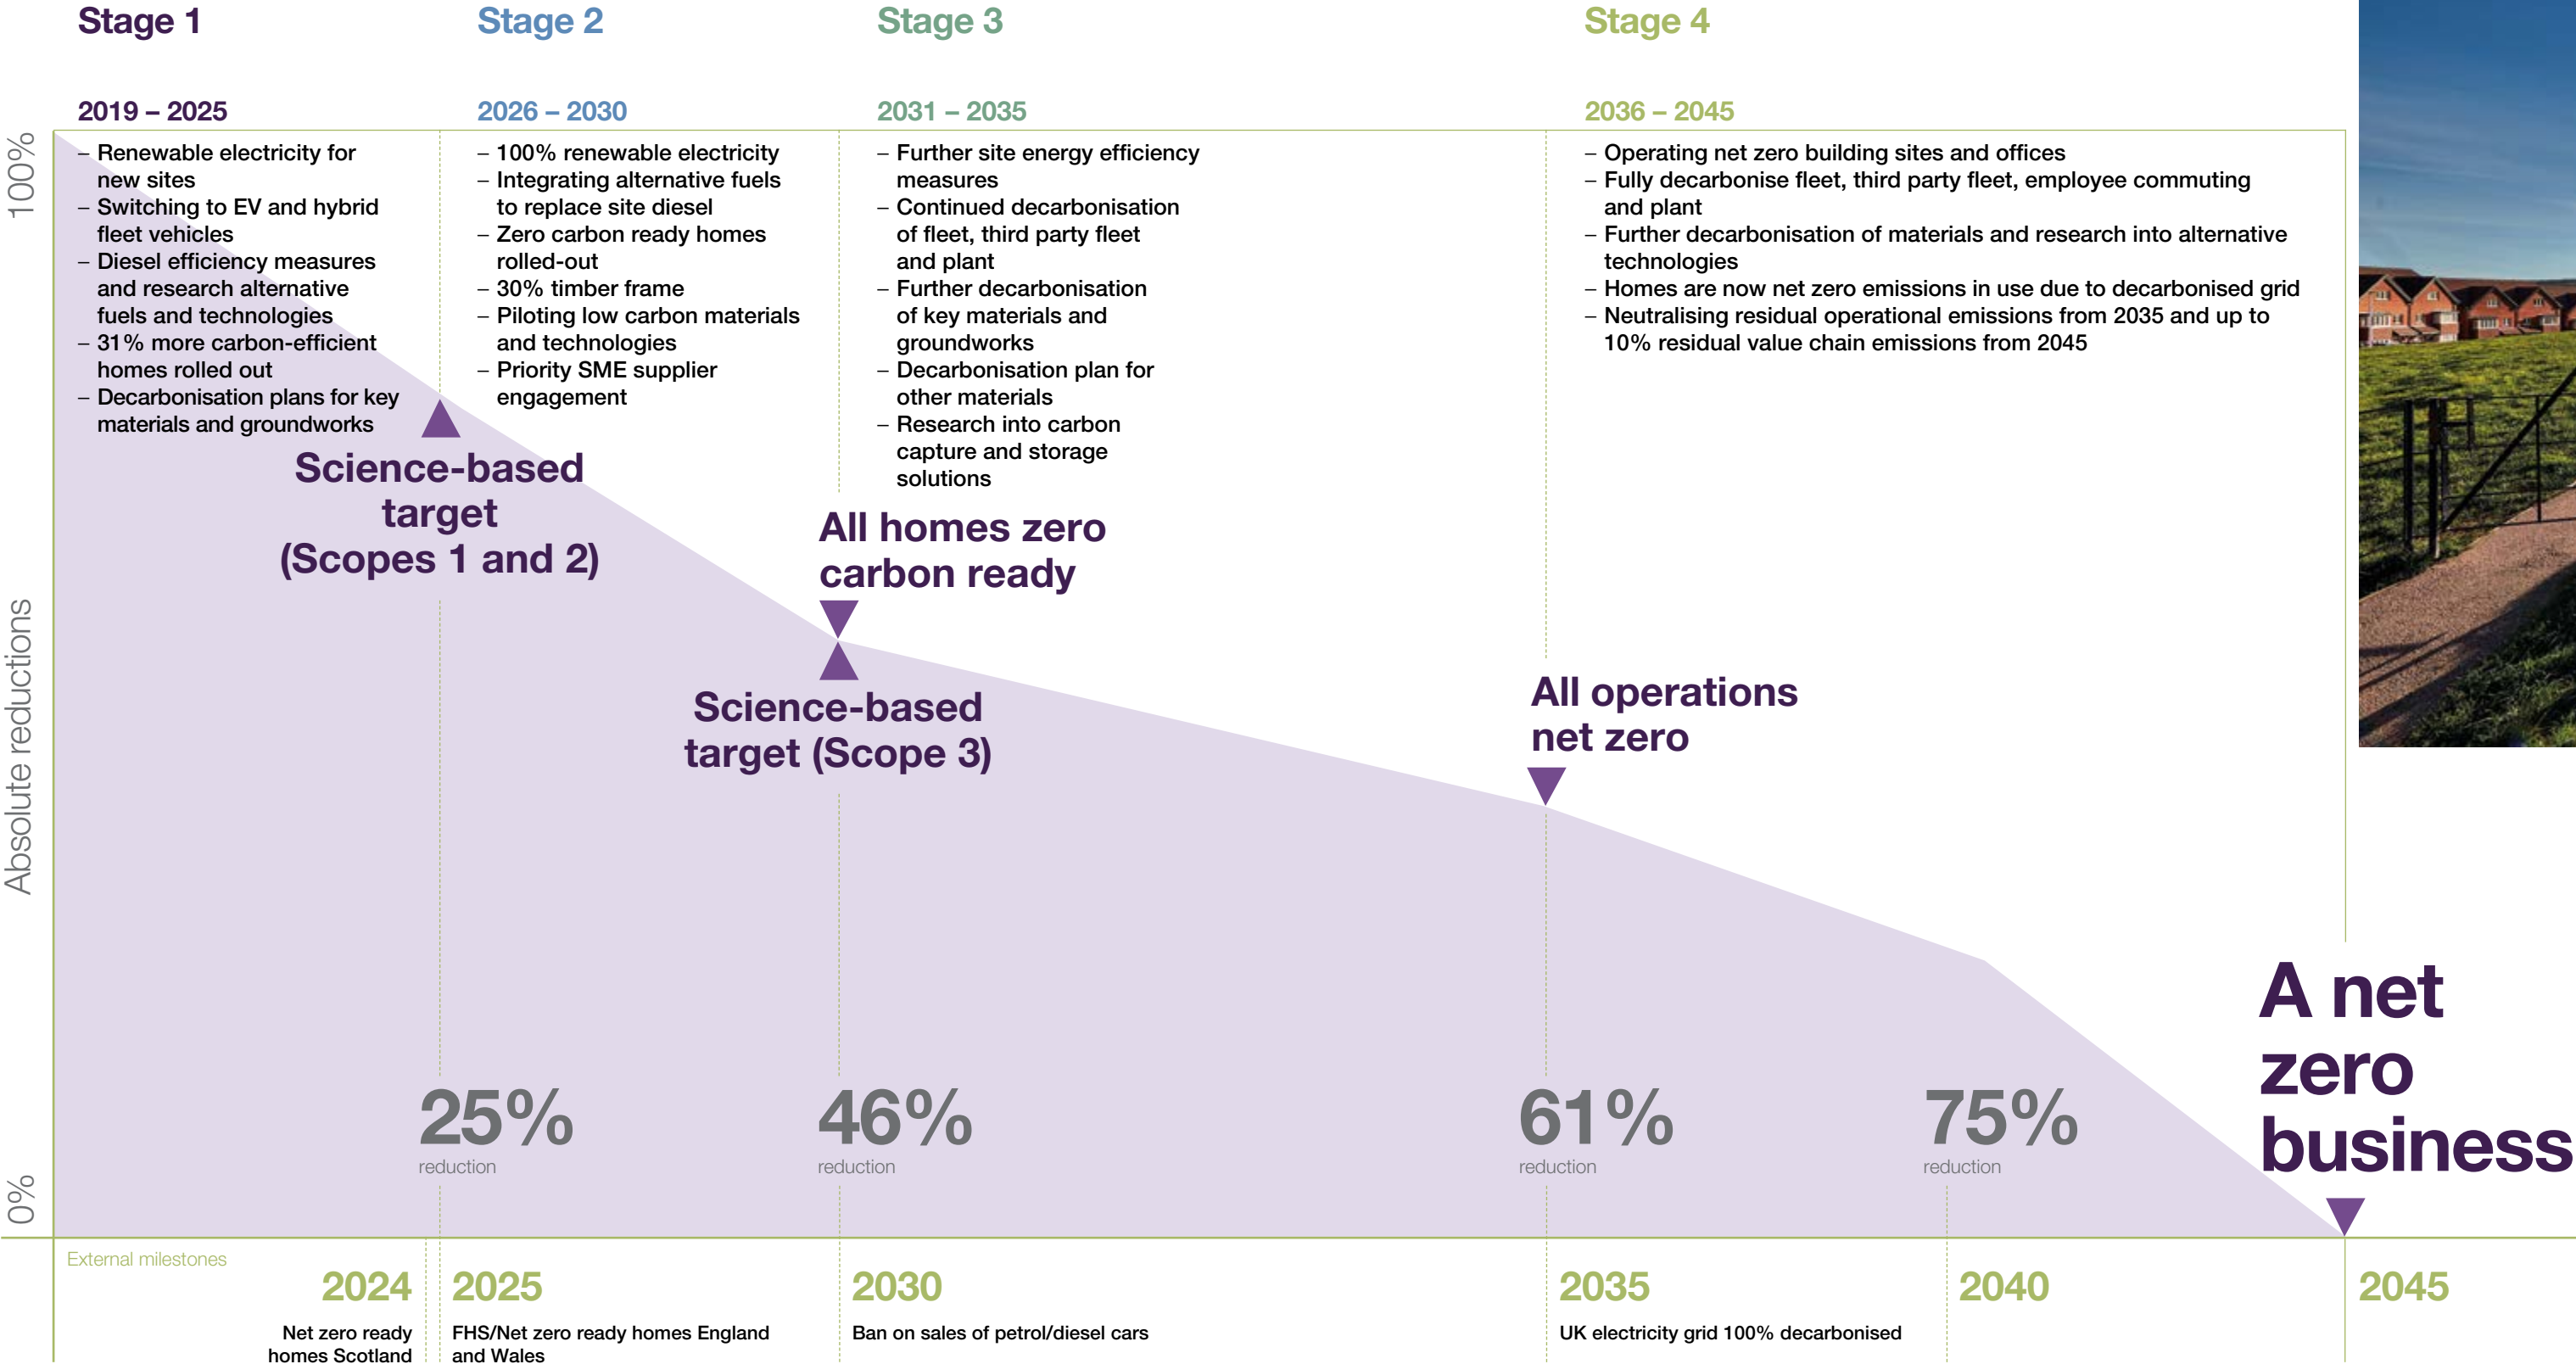 Stage 1
2019 – 2025
– Renewable electricity for
new sites
– Switching to EV and hybrid
fleet vehicles
– Diesel efficiency measures
and research alternative
fuels and technologies
– 31% more carbon-efficient
homes rolled out
– Decarbonisation plans for key
materials and groundworks
Stage 2
2026 – 2030
– 100% renewable electricity
– Integrating alternative fuels
to replace site diesel
– Zero carbon ready homes
rolled-out
– 30% timber frame
– Piloting low carbon materials
and technologies
– Priority SME supplier
engagement
Stage 3
2031 – 2035
– Further site energy efficiency
measures
– Continued decarbonisation
of fleet, third party fleet
and plant
– Further decarbonisation
of key materials and
groundworks
– Decarbonisation plan for
other materials
– Research into carbon
capture and storage
solutions
Stage 4
2036 – 2045
– Operating net zero building sites and offices
– Fully decarbonise fleet, third party fleet, employee commuting
and plant
– Further decarbonisation of materials and research into alternative
technologies
– Homes are now net zero emissions in use due to decarbonised grid
– Neutralising residual operational emissions from 2035 and up to
10% residual value chain emissions from 2045
100%
Absolute reductions
0%
Science-based
target
(Scopes 1 and 2)
All homes zero
carbon ready
Science-based
target (Scope 3)
All operations
net zero
A net
zero
business
25%
reduction
46%
reduction
61%
reduction
75%
reduction
External milestones
2024
Net zero ready
homes Scotland
2025
FHS/Net zero ready homes England
and Wales
2030
Ban on sales of petrol/diesel cars
2035
UK electricity grid 100% decarbonised
2040
2045